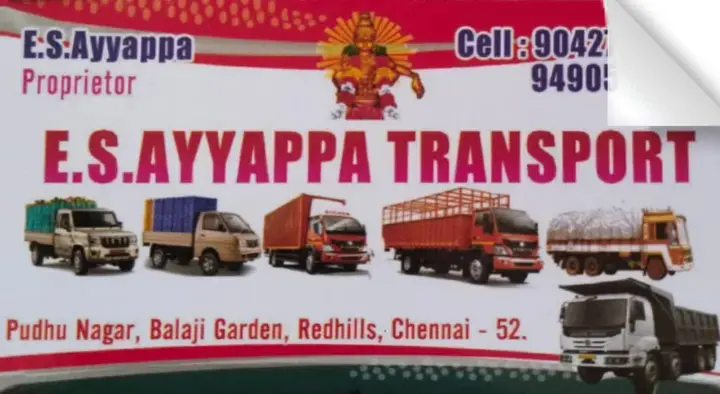 E.S.Ayyappa
Proprietor
Cell : 9042
9490
E.S.AYYAPPA TRANSPORT
Pudhu Nagar, Balaji Garden, Redhills, Chennai - 52.